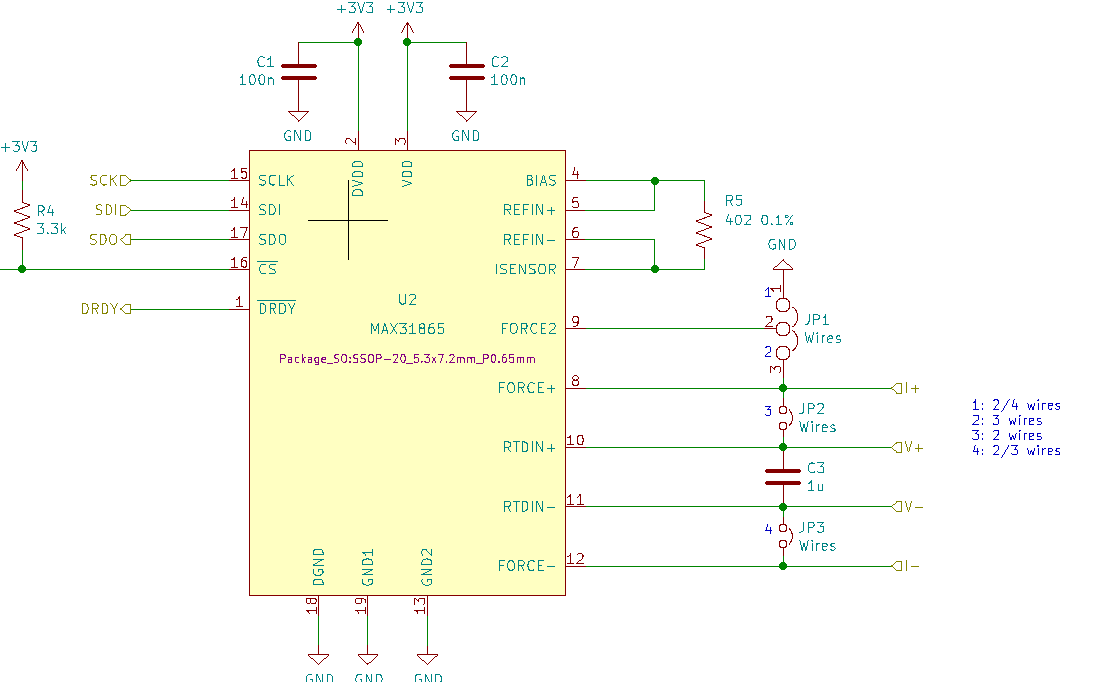 +3V3 +3V3
C1
100n
C2
100n
GND
GND
+3V3
R4
3.3k
2
3
DVDD
VDD
SCK
15
SCLK
SDI
14
SDI
SDO
17
SDO
16
CS
DRDY
1
DRDY
BIAS
4
REFIN+
5
REFIN-
6
ISENSOR
7
R5
402 0.1%
GND
U2
MAX31865
Package_SO:SSOP-20_5.3x7.2mm_P0.65mm
FORCE2
9
1
1
2
2
3
JP1
Wires
FORCE+
8
I+
3
JP2
Wires
RTDIN+
10
V+
C3
1u
RTDIN-
11
V-
4
JP3
Wires
FORCE-
12
I-
1: 2/4 wires
2: 3 wires
3: 2 wires
4: 2/3 wires
DGND
GND1
GND2
18
19
13
GND
GND
GND